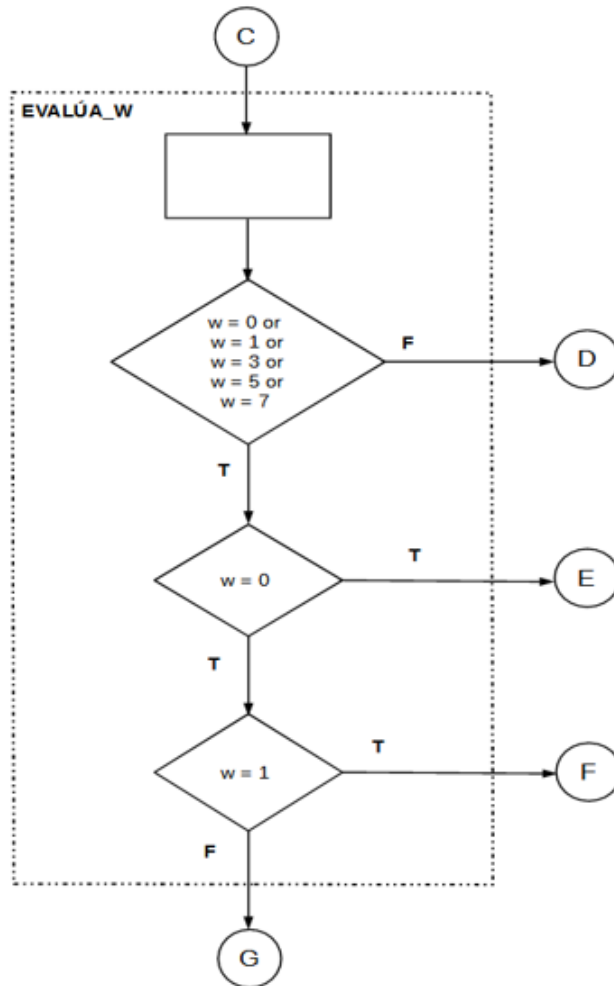 C
EVALÚA_W
w = 0 or
w = 1 or
w = 3 or
w = 5 or
w = 7
F
D
T
w = 0
T
E
T
w = 1
T
F
F
G